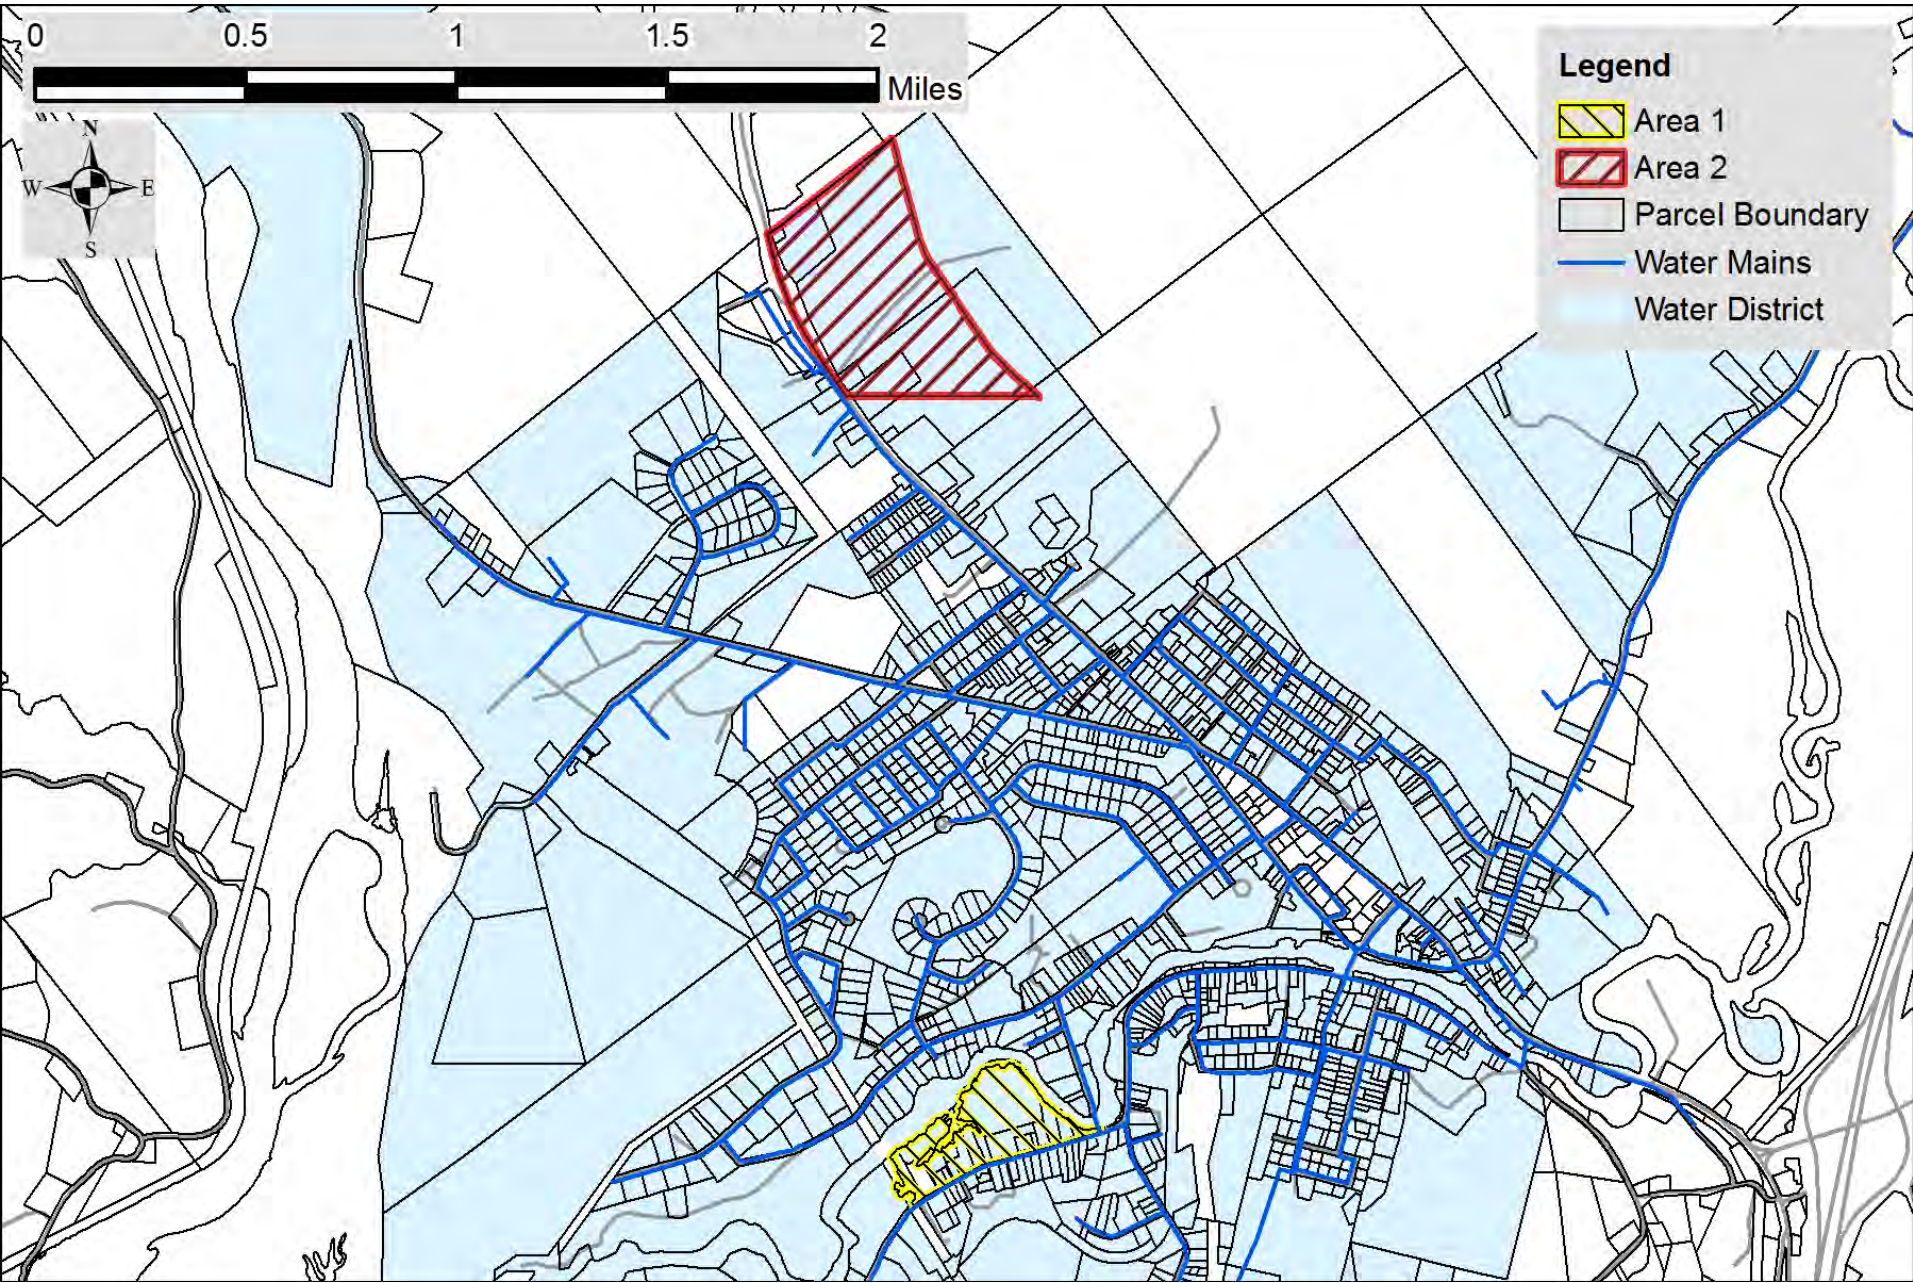 0 0.5 1 1.5 2
Miles
N
W E
S
Legend
Area 1
Area 2
Parcel Boundary
Water Mains
Water District